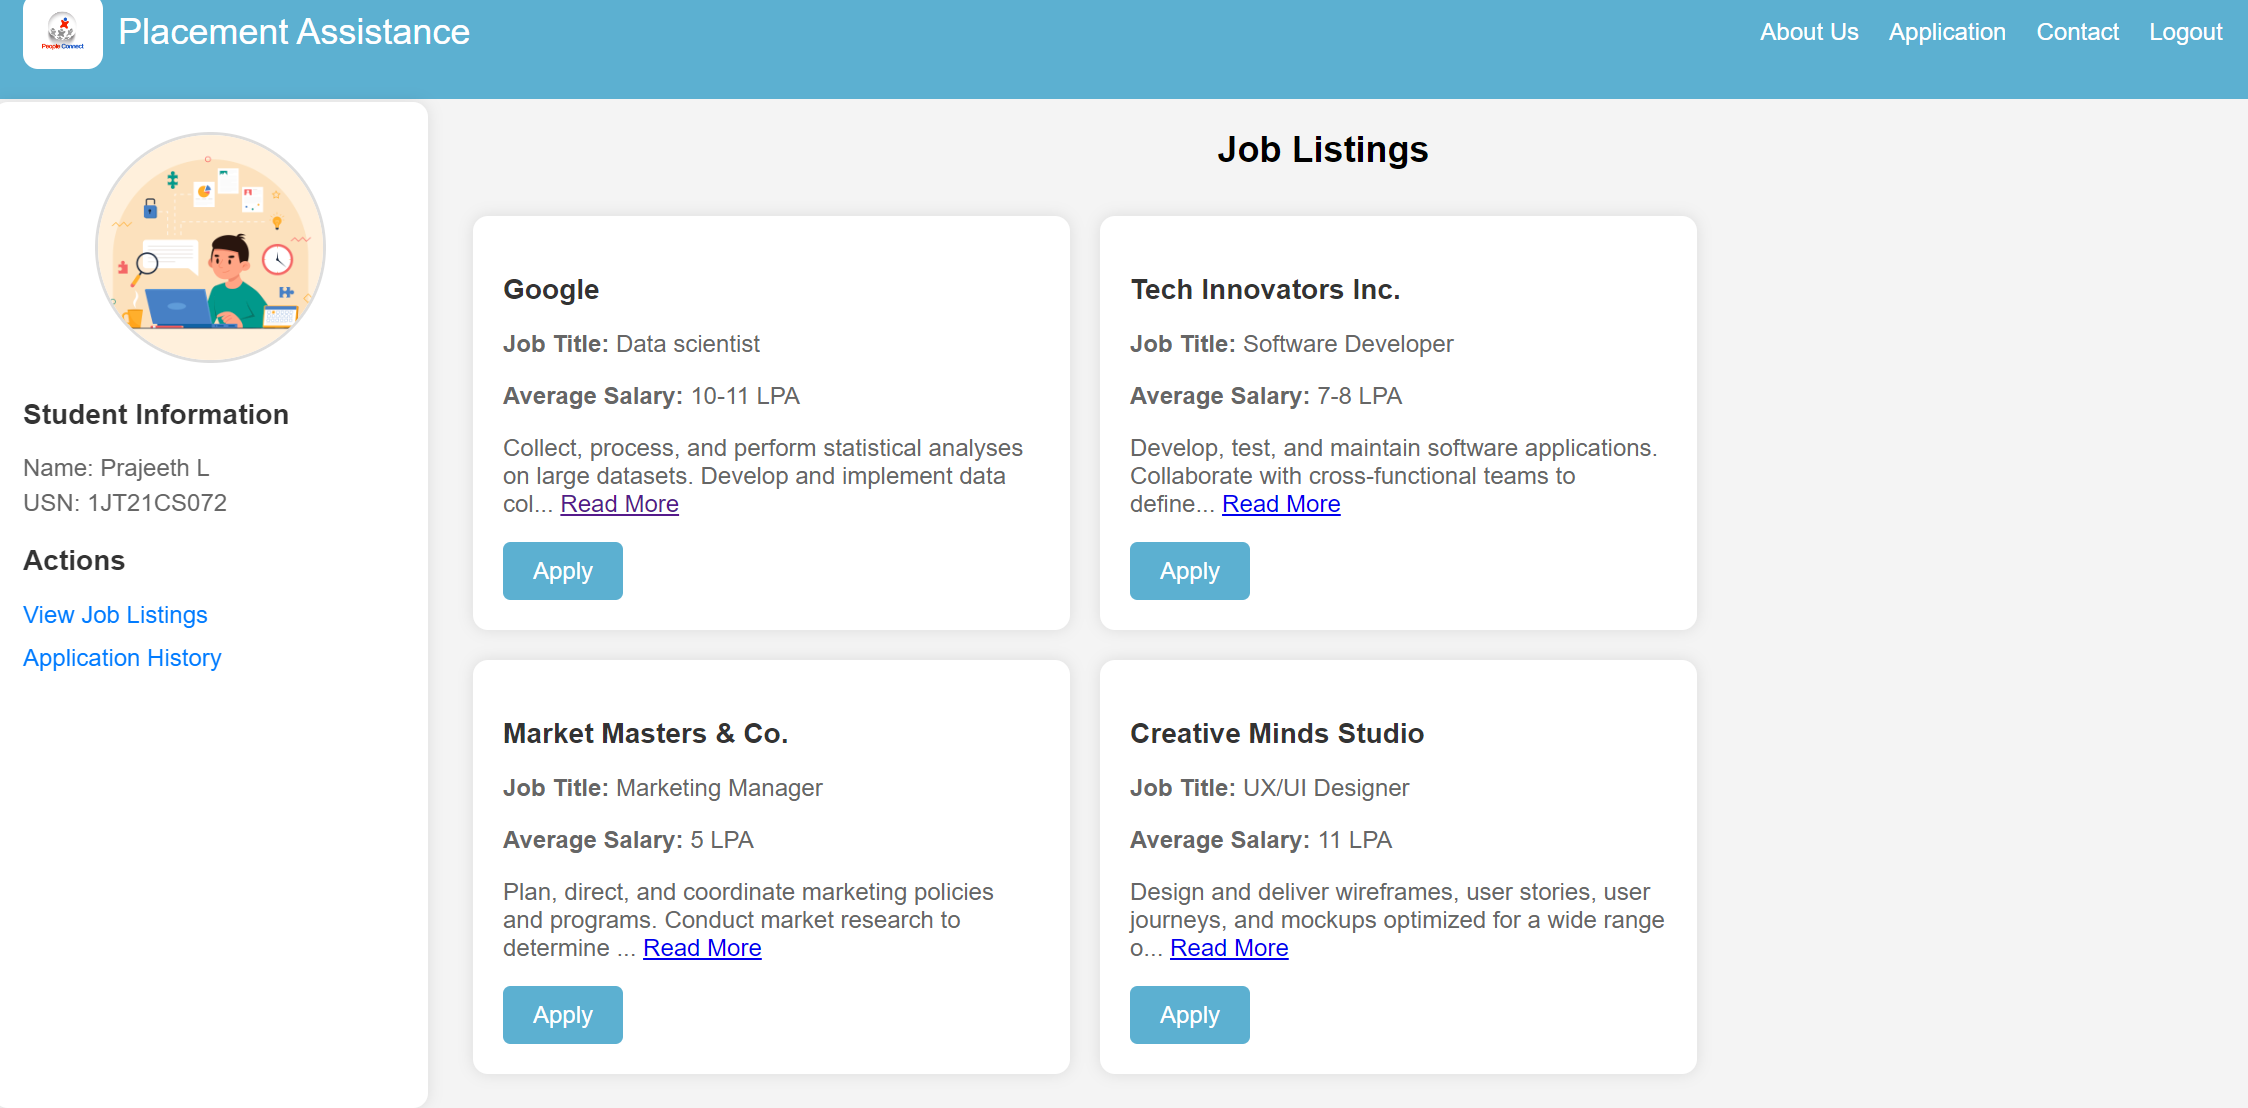 People Connect
Placement Assistance
About Us
Application
Contact
Logout
Student Information
Name: Prajeeth L
USN: 1JT21CS072
Actions
View Job Listings
Application History
Job Listings
Google
Job Title: Data scientist
Average Salary: 10-11 LPA
Collect, process, and perform statistical analyses
on large datasets. Develop and implement data
col... Read More
Apply
Tech Innovators Inc.
Job Title: Software Developer
Average Salary: 7-8 LPA
Develop, test, and maintain software applications.
Collaborate with cross-functional teams to
define... Read More
Apply
Market Masters & Co.
Job Title: Marketing Manager
Average Salary: 5 LPA
Plan, direct, and coordinate marketing policies
and programs. Conduct market research to
determine ... Read More
Apply
Creative Minds Studio
Job Title: UX/UI Designer
Average Salary: 11 LPA
Design and deliver wireframes, user stories, user
journeys, and mockups optimized for a wide range
o... Read More
Apply